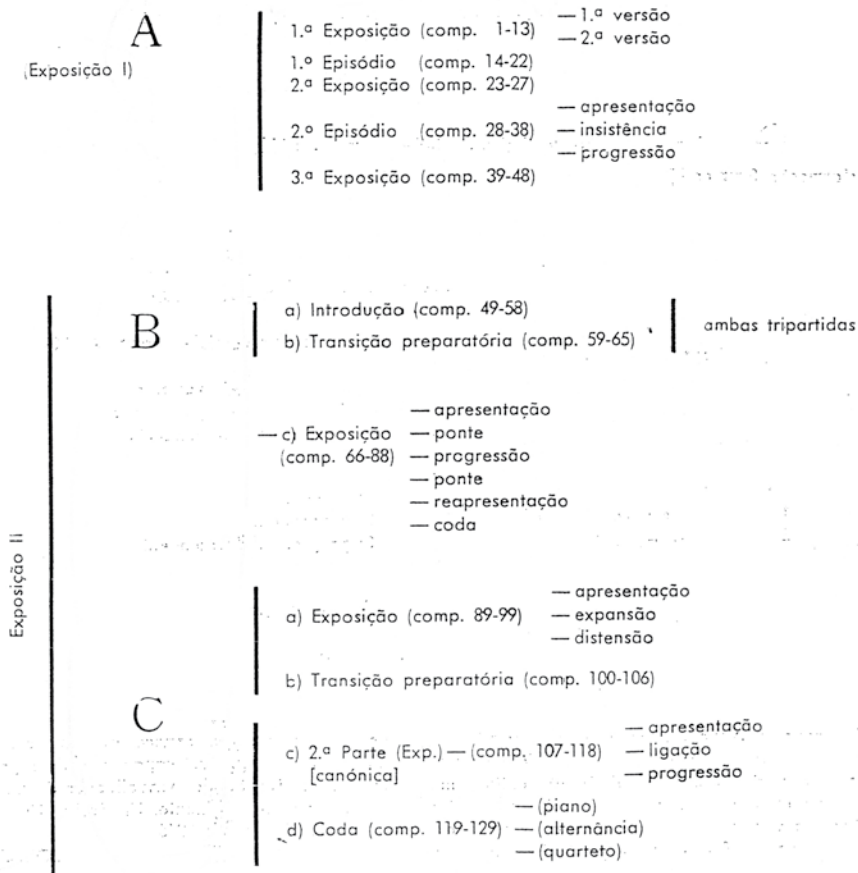 A
(Exposição I)
1.ª Exposição (comp. 1-13)
— 1.ª versão
— 2.ª versão
1.º Episódio (comp. 14-22)
2.ª Exposição (comp. 23-27)
2.º Episódio (comp. 28-38)
— apresentação
— insistência
— progressão
3.ª Exposição (comp. 39-48)
Exposição II
B
a) Introdução (comp. 49-58)
b) Transição preparatória (comp. 59-65)
ambas tripartidas
— c) Exposição
(comp. 66-88)
— apresentação
— ponte
— progressão
— ponte
— reapresentação
— coda
C
a) Exposição (comp. 89-99)
— apresentação
— expansão
— distensão
b) Transição preparatória (comp. 100-106)
c) 2.ª Parte (Exp.) — (comp. 107-118)
[canónica]
— apresentação
— ligação
— progressão
d) Coda (comp. 119-129)
— (piano)
— (alternância)
— (quarteto)